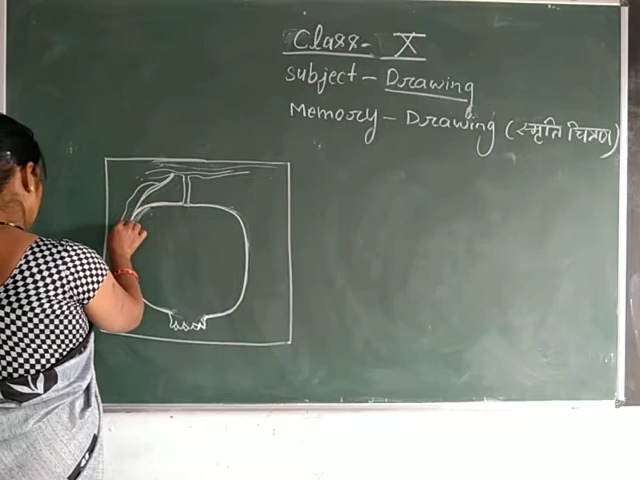 Class- X
Subject - Drawing
Memory - Drawing (स्मृति चित्रण)